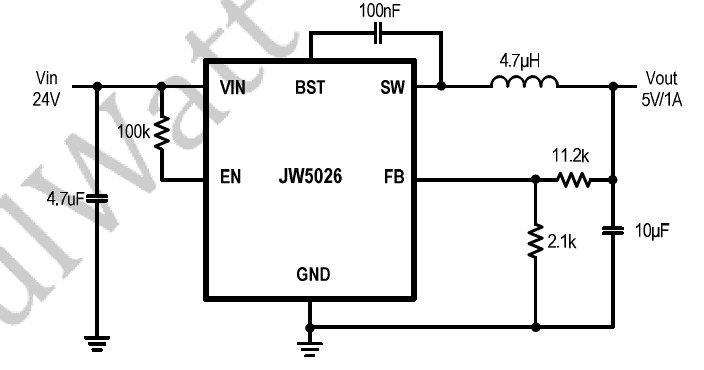 100nF
Vin
24V
4.7µH
Vout
5V/1A
VIN
BST
SW
100k
11.2k
EN
JW5026
FB
4.7uF
2.1k
10µF
GND